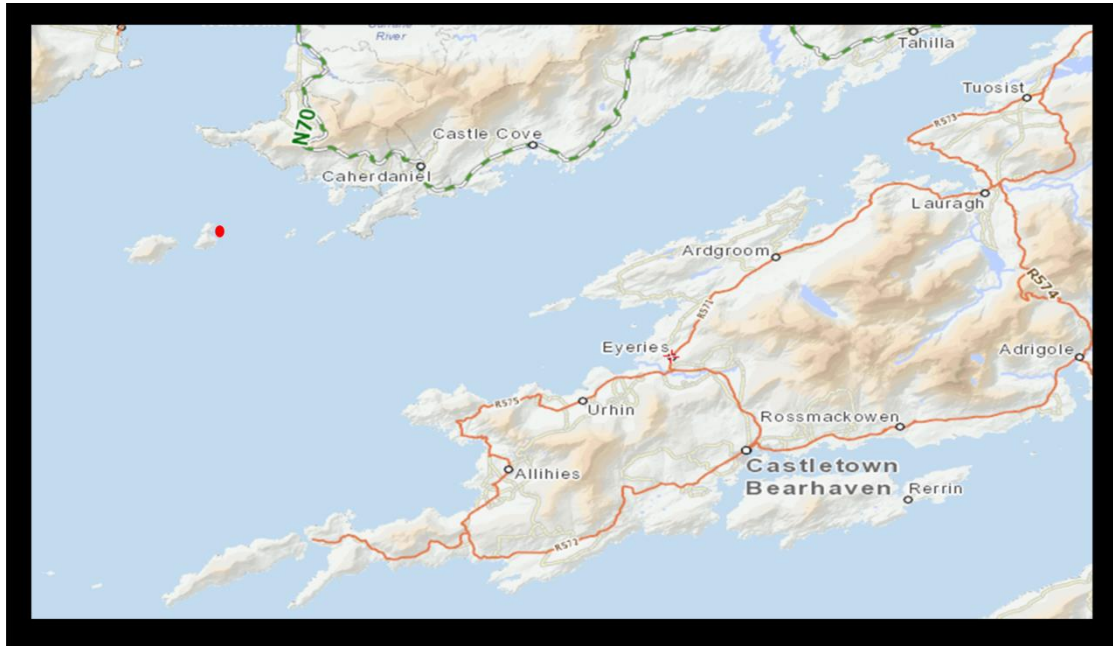 River
Tahilla
Tuosist
R573
N70
Castle Cove
Caherdaniel
Lauragh
Ardgroom
R574
R571
Eyeries
Adrigole
R575
Urhin
Rossmackowen
Allihies
Castletown
Bearhaven
Rerrin
R572